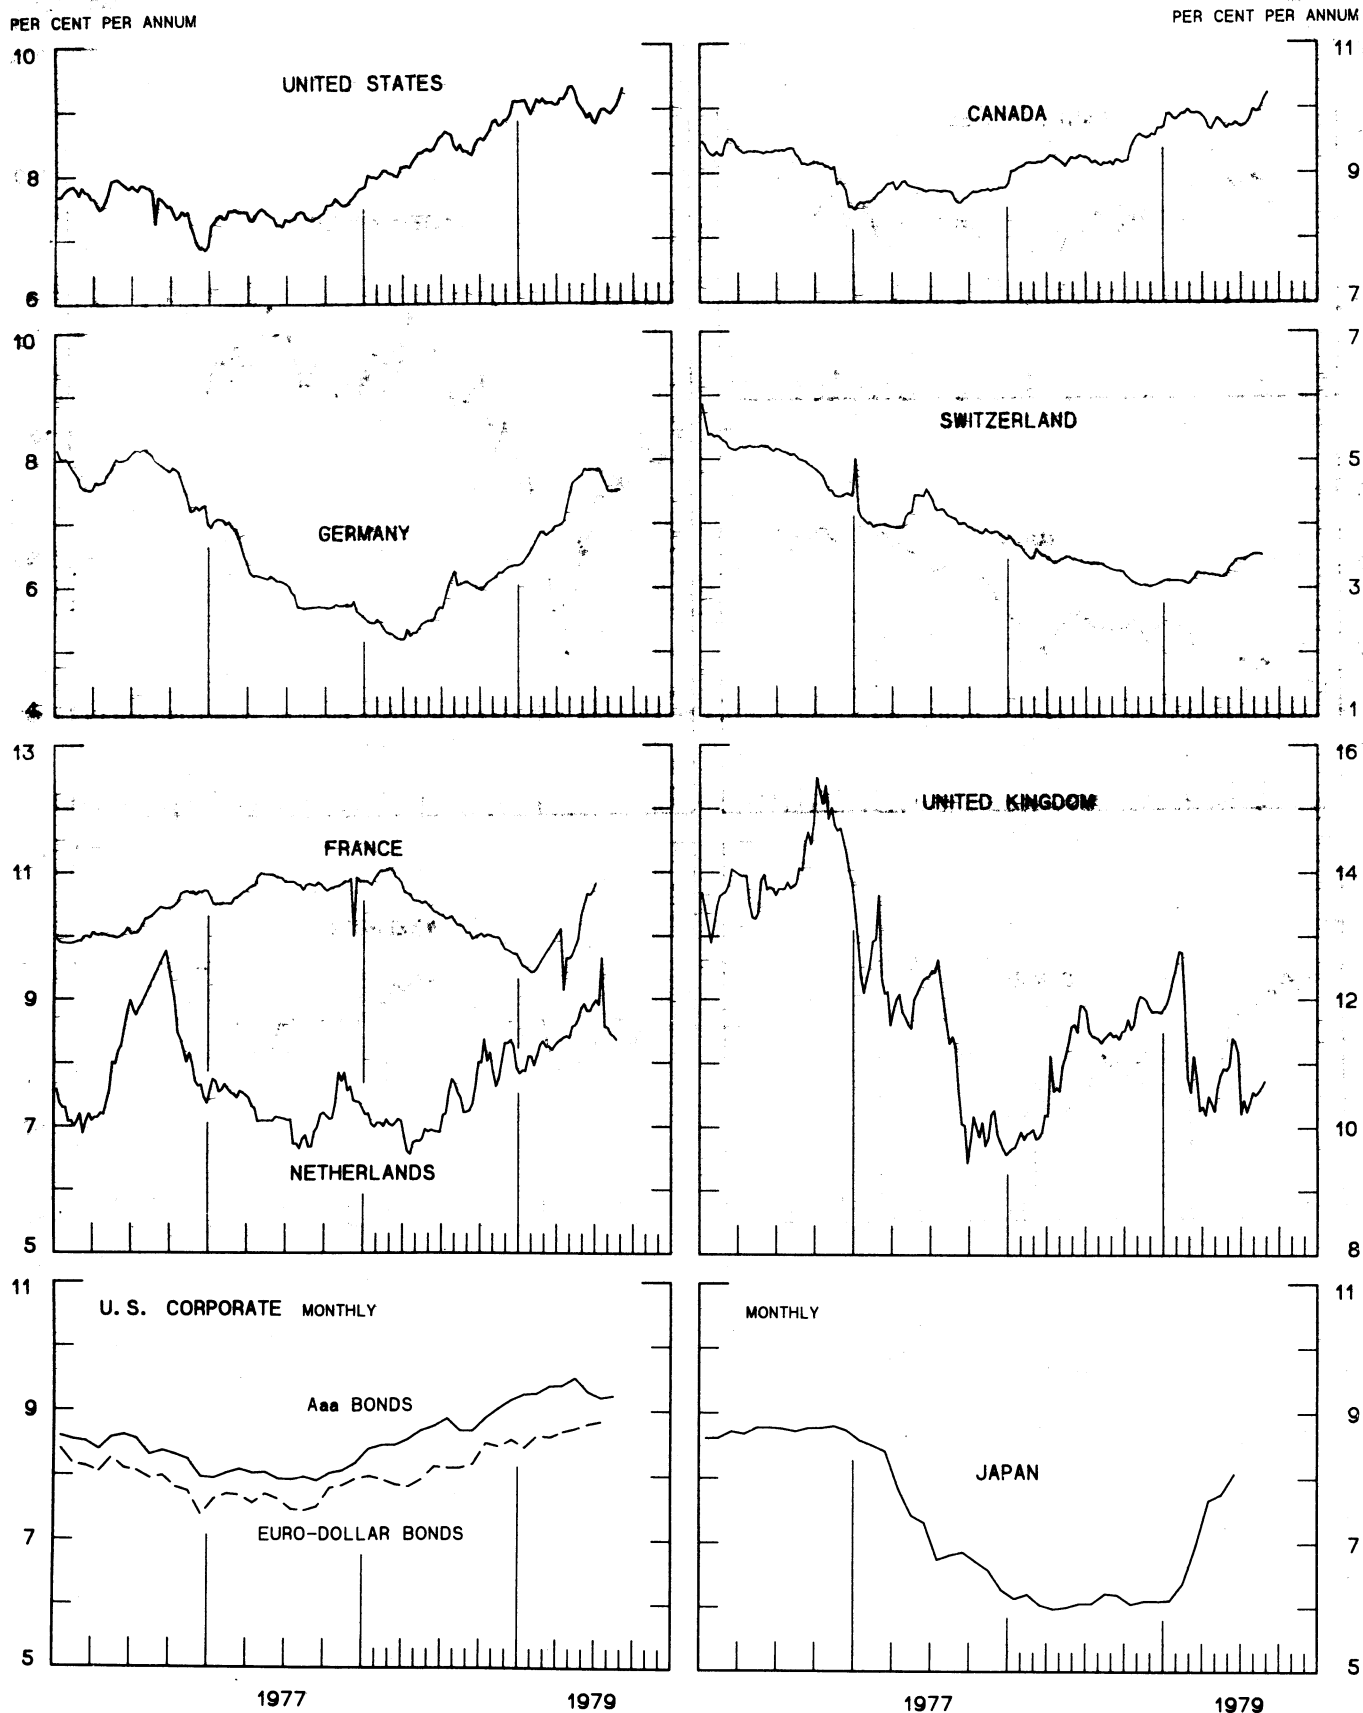 PER CENT PER ANNUM
PER CENT PER ANNUM
10
8
6
UNITED STATES
11
9
7
CANADA
10
8
6
4
GERMANY
7
5
3
1
SWITZERLAND
13
11
9
7
5
FRANCE
NETHERLANDS
16
14
12
10
8
UNITED KINGDOM
11
9
7
5
U.S. CORPORATE MONTHLY
Aaa BONDS
EURO-DOLLAR BONDS
11
9
7
5
MONTHLY
JAPAN
1977
1979
1977
1979